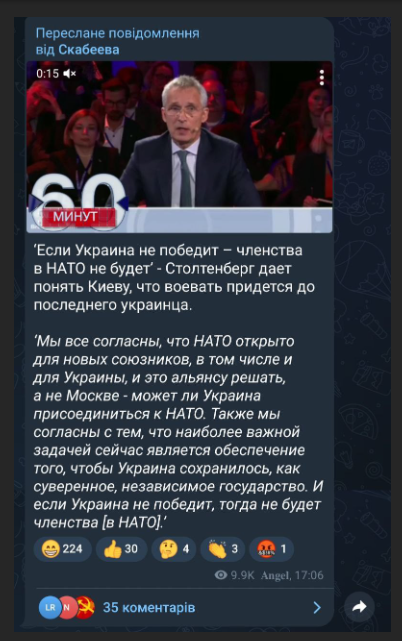 Переслане повідомлення
від Скабеева
0:15
60
МИНУТ
‘Если Украина не победит – членства
в НАТО не будет’ - Столтенберг дает
понять Киеву, что воевать придется до
последнего украинца.
‘Мы все согласны, что НАТО открыто
для новых союзников, в том числе и
для Украины, и это альянсу решать,
а не Москве - может ли Украина
присоединиться к НАТО. Также мы
согласны с тем, что наиболее важной
задачей сейчас является обеспечение
того, чтобы Украина сохранилось, как
суверенное, независимое государство. И
если Украина не победит, тогда не будет
членства [в НАТО].’
224 30 4 3 1
9.9K Angel, 17:06
LR N 35 коментарів